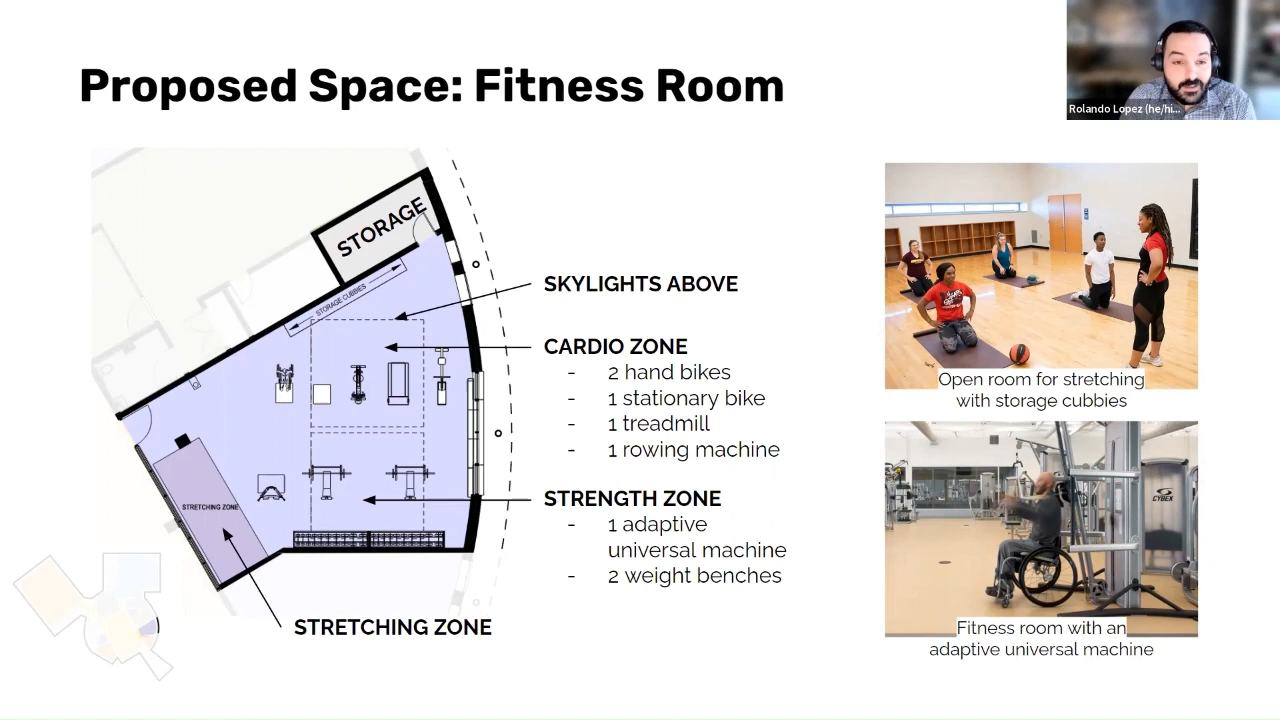 Proposed Space: Fitness Room
Rolando Lopez (he/hi...
STORAGE
STORAGE CUBBIES
STRETCHING ZONE
SKYLIGHTS ABOVE
CARDIO ZONE
- 2 hand bikes
- 1 stationary bike
- 1 treadmill
- 1 rowing machine
STRENGTH ZONE
- 1 adaptive
universal machine
- 2 weight benches
STRETCHING ZONE
Open room for stretching
with storage cubbies
CYBEX
Fitness room with an
adaptive universal machine